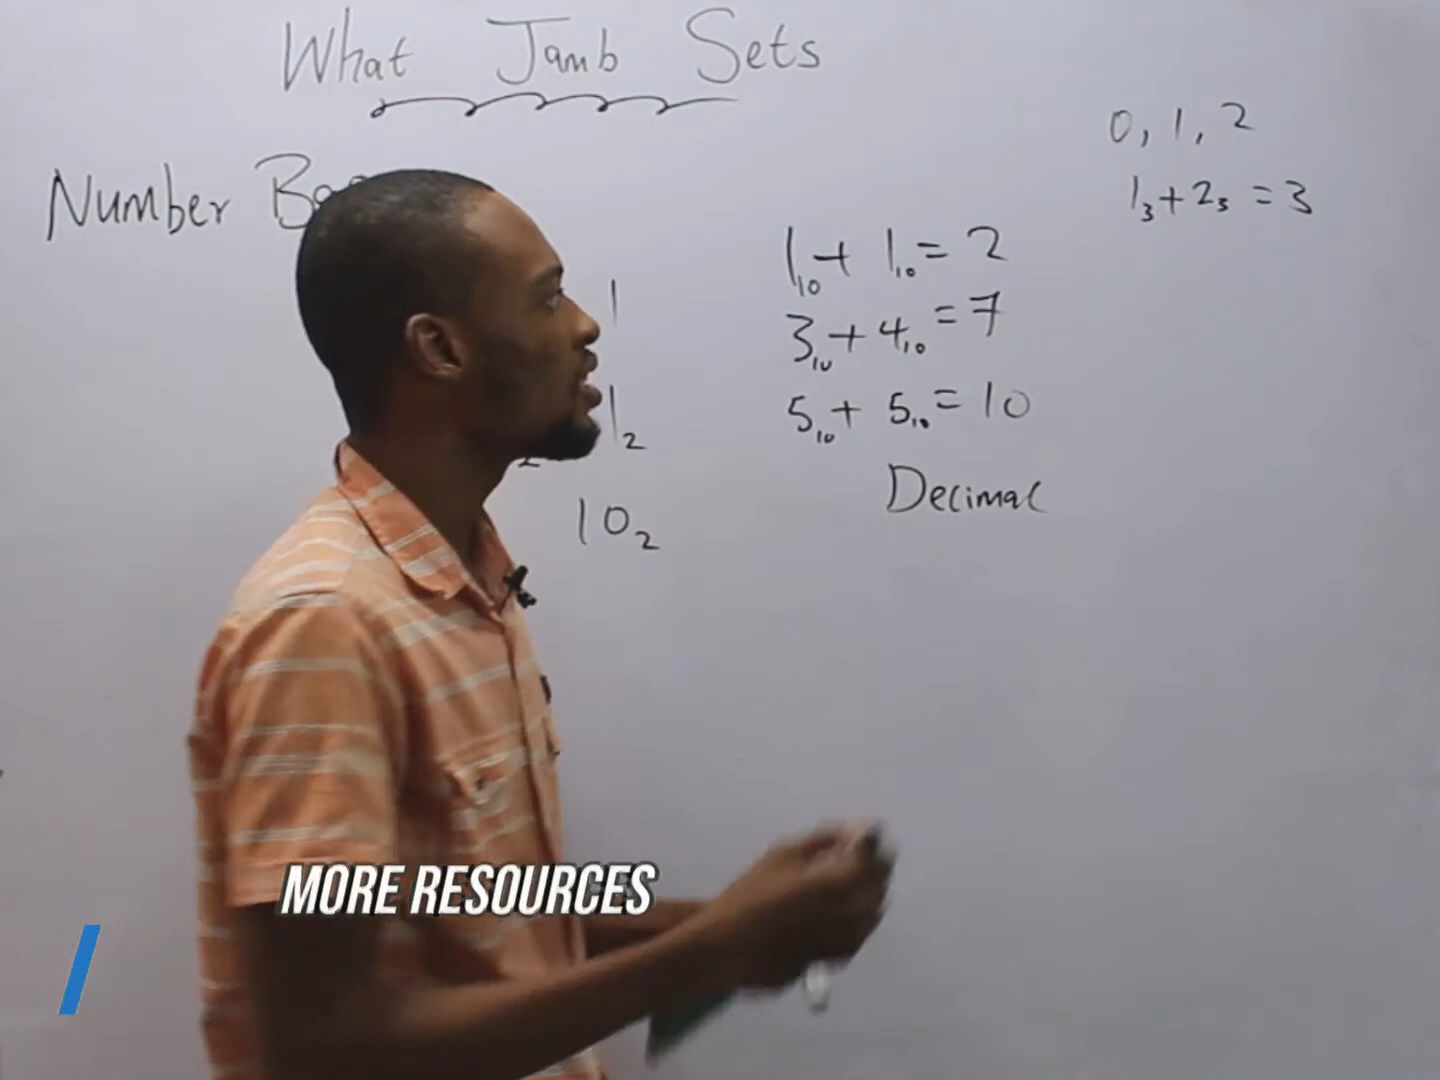 What Jamb Sets
Number
0, 1, 2
1₃ + 2₃ = 3
1₁₀ + 1₁₀ = 2
3₁₀ + 4₁₀ = 7
5₁₀ + 5₁₀ = 10
Decimal
1
1₂
10₂
MORE RESOURCES